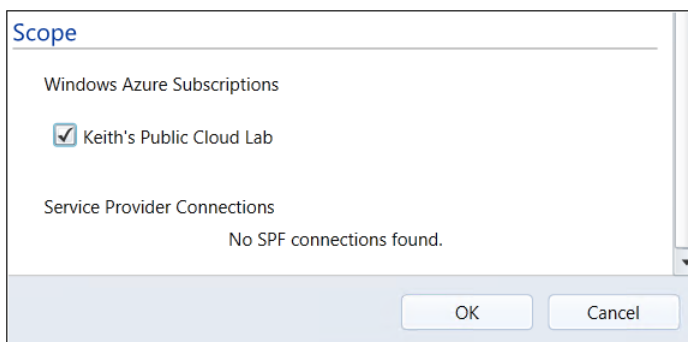 Scope
Windows Azure Subscriptions
Keith's Public Cloud Lab
Service Provider Connections
No SPF connections found.
OK Cancel